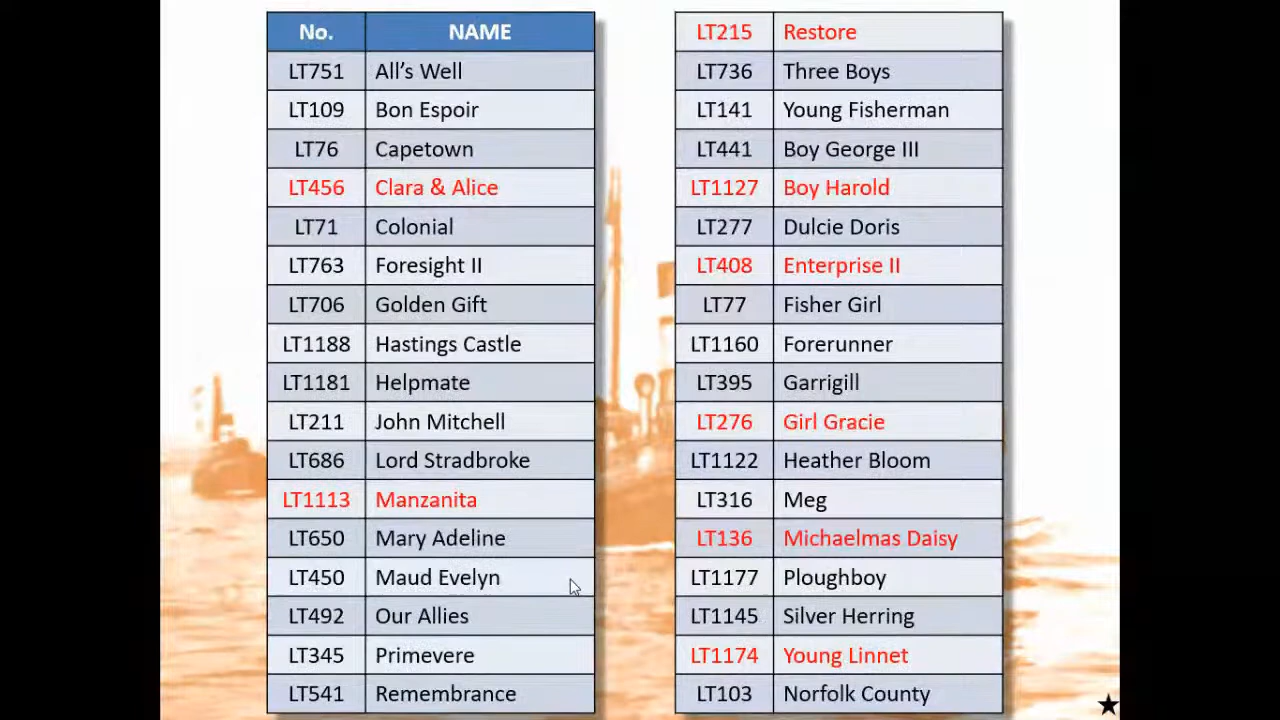 No. NAME
LT751 All’s Well
LT109 Bon Espoir
LT76 Capetown
LT456 Clara & Alice
LT71 Colonial
LT763 Foresight II
LT706 Golden Gift
LT1188 Hastings Castle
LT1181 Helpmate
LT211 John Mitchell
LT686 Lord Stradbroke
LT1113 Manzanita
LT650 Mary Adeline
LT450 Maud Evelyn
LT492 Our Allies
LT345 Primevere
LT541 Remembrance
LT215 Restore
LT736 Three Boys
LT141 Young Fisherman
LT441 Boy George III
LT1127 Boy Harold
LT277 Dulcie Doris
LT408 Enterprise II
LT77 Fisher Girl
LT1160 Forerunner
LT395 Garrigill
LT276 Girl Gracie
LT1122 Heather Bloom
LT316 Meg
LT136 Michaelmas Daisy
LT1177 Ploughboy
LT1145 Silver Herring
LT1174 Young Linnet
LT103 Norfolk County